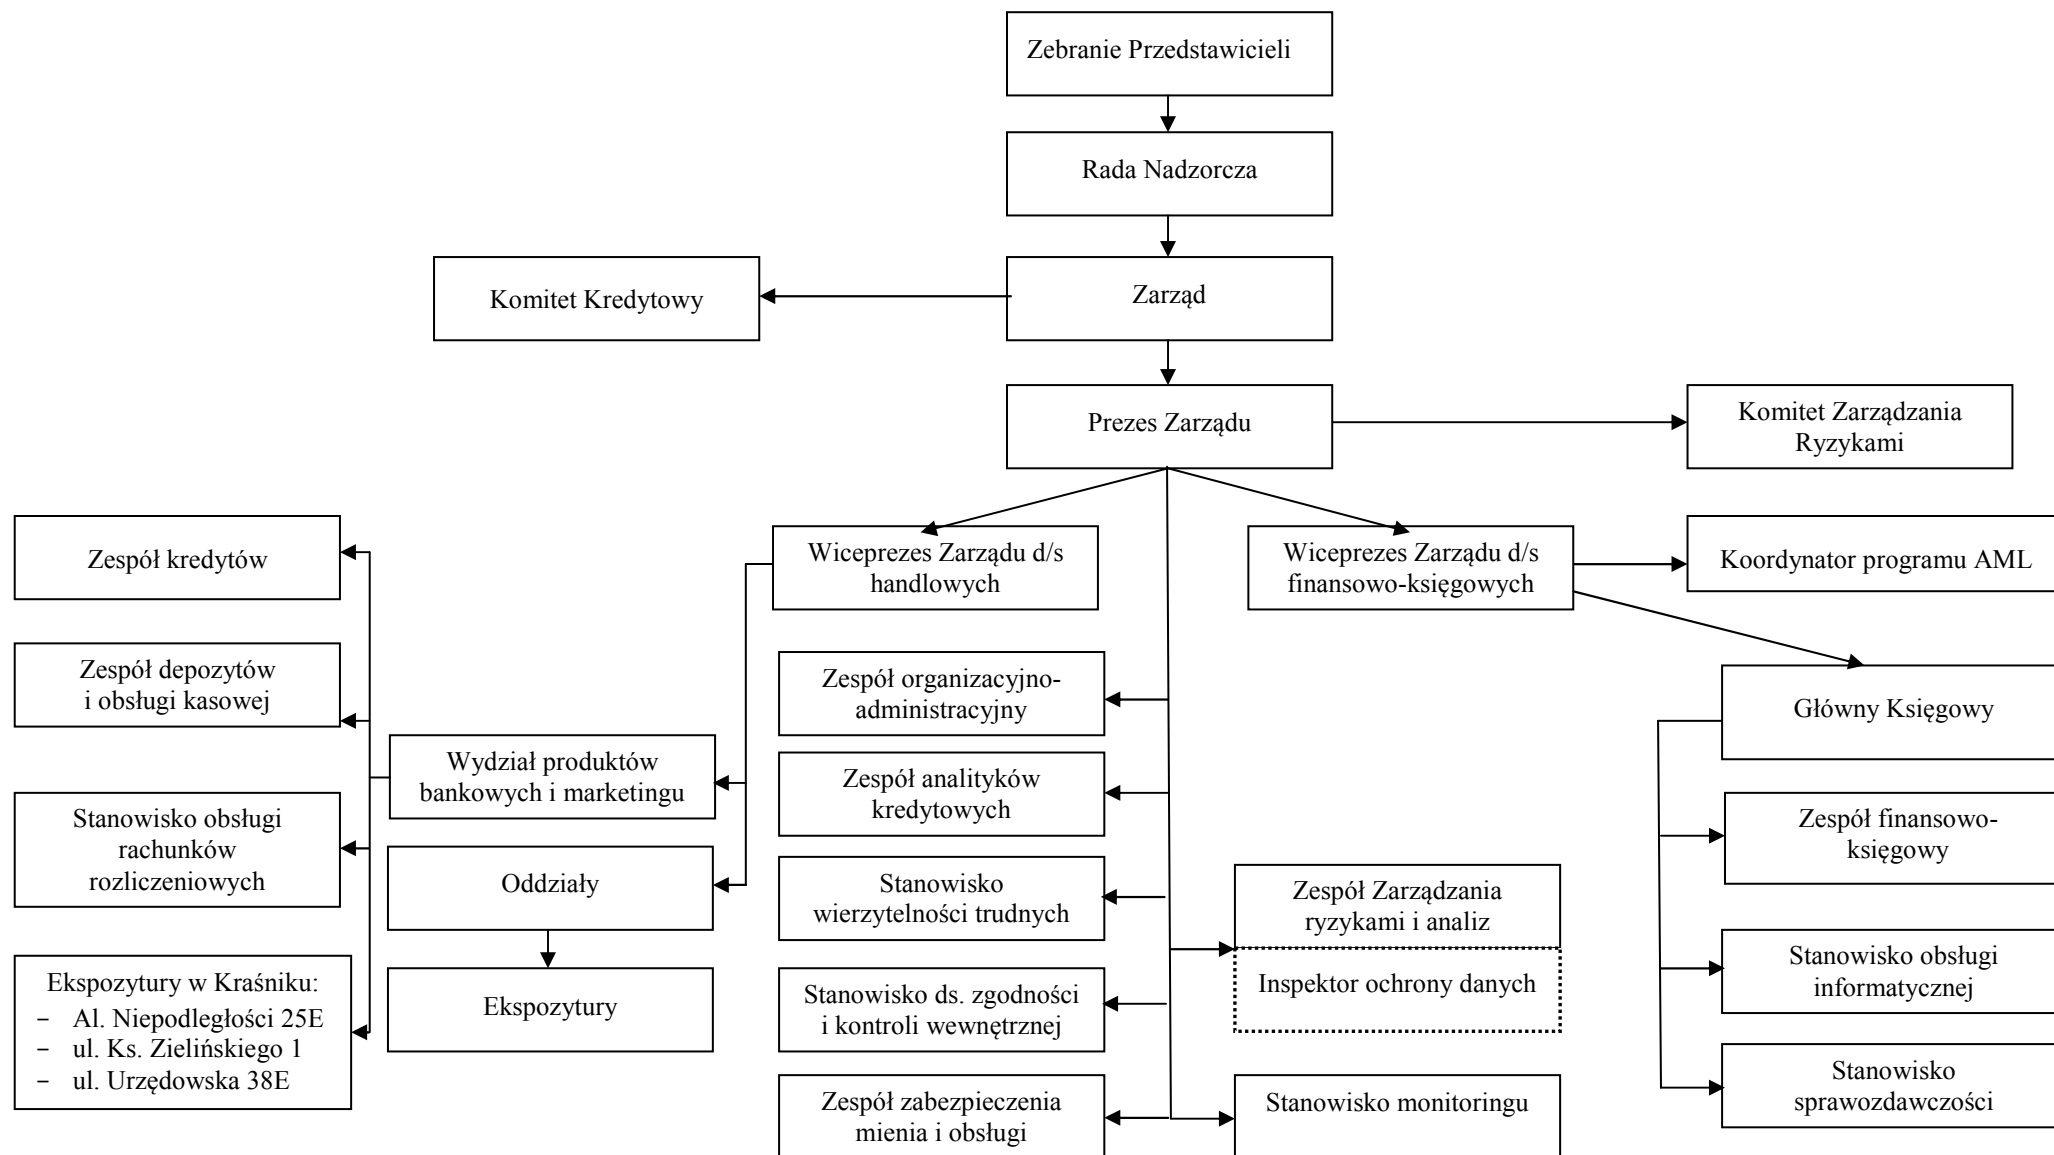 Zebranie Przedstawicieli
Rada Nadzorcza
Komitet Kredytowy
Zarząd
Prezes Zarządu
Komitet Zarządzania
Ryzykami
Zespół kredytów
Wiceprezes Zarządu d/s
handlowych
Wiceprezes Zarządu d/s
finansowo-księgowych
Koordynator programu AML
Zespół depozytów
i obsługi kasowej
Zespół organizacyjno-
administracyjny
Główny Księgowy
Wydział produktów
bankowych i marketingu
Zespół analityków
kredytowych
Stanowisko obsługi
rachunków
rozliczeniowych
Zespół finansowo-
księgowy
Oddziały
Stanowisko
wierzytelności trudnych
Zespół Zarządzania
ryzykami i analiz
Inspektor ochrony danych
Stanowisko obsługi
informatycznej
Ekspozytury w Kraśniku:
− Al. Niepodległości 25E
− ul. Ks. Zielińskiego 1
− ul. Urzędowska 38E
Ekspozytury
Stanowisko ds. zgodności
i kontroli wewnętrznej
Zespół zabezpieczenia
mienia i obsługi
Stanowisko monitoringu
Stanowisko
sprawozdawczości